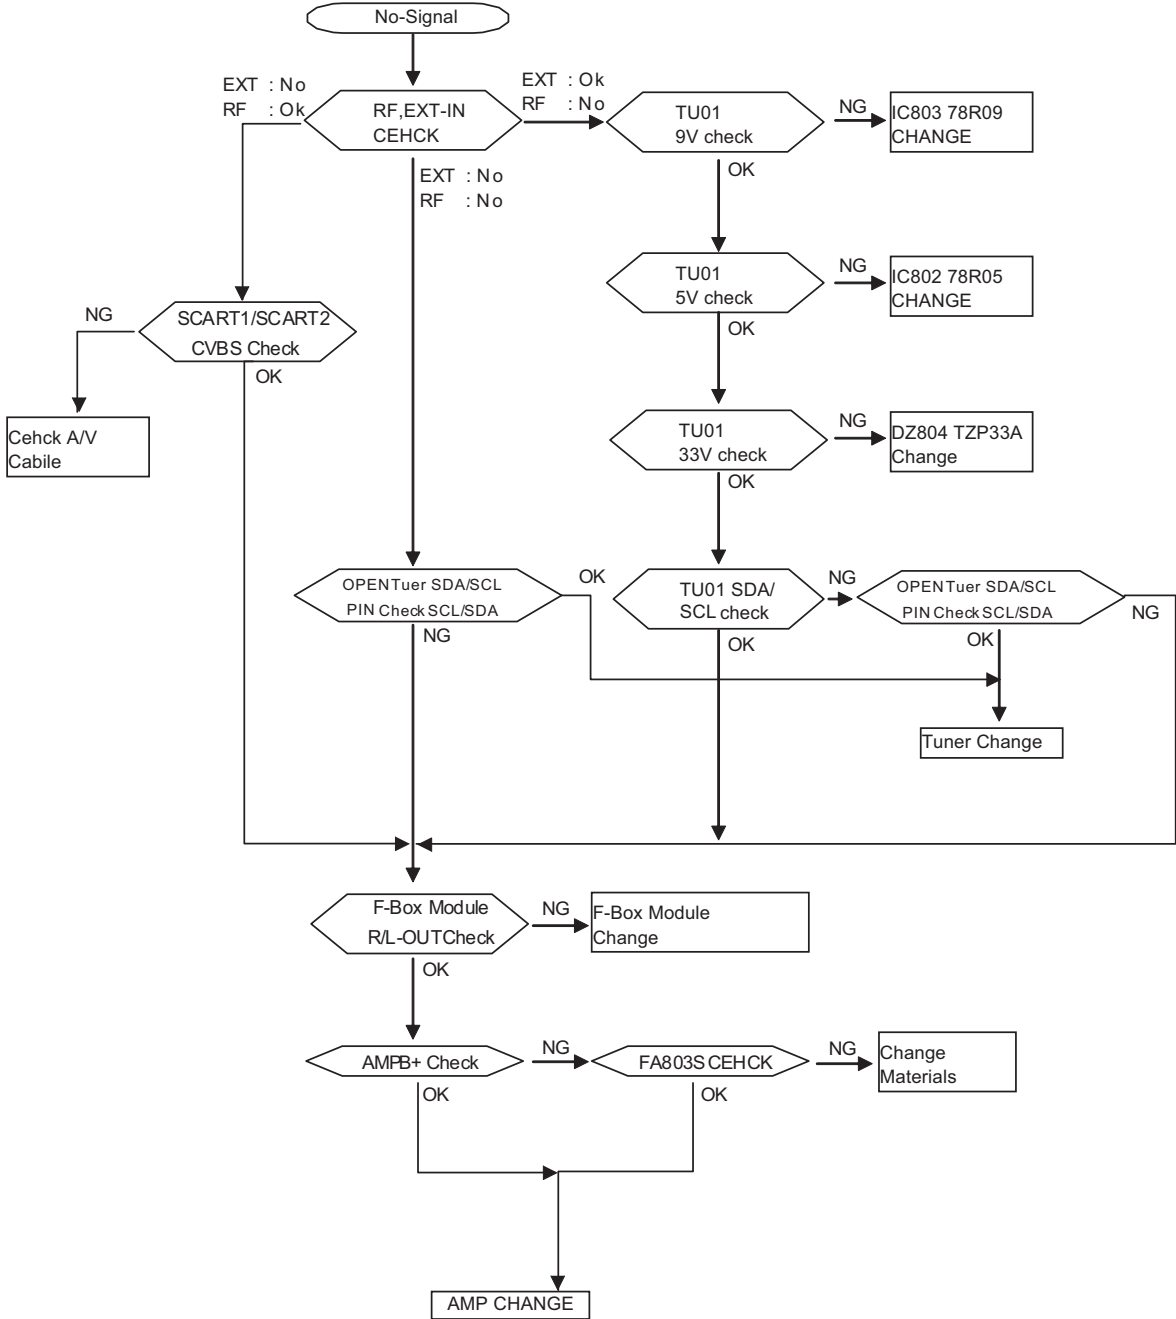 No-Signal
EXT : No
RF : Ok
RF,EXT-IN
CEHCK
EXT : Ok
RF : No
TU01
9V check
NG
IC803 78R09
CHANGE
OK
EXT : No
RF : No
TU01
5V check
NG
IC802 78R05
CHANGE
OK
NG
SCART1/SCART2
CVBS Check
OK
Cehck A/V
Cabile
TU01
33V check
NG
DZ804 TZP33A
Change
OK
OPENTuer SDA/SCL
PIN Check SCL/SDA
OK
NG
TU01 SDA/
SCL check
NG
OK
OPENTuer SDA/SCL
PIN Check SCL/SDA
NG
OK
Tuner Change
F-Box Module
R/L-OUTCheck
NG
F-Box Module
Change
OK
AMPB+ Check
NG
FA803SCEHCK
NG
Change
Materials
OK
OK
AMP CHANGE